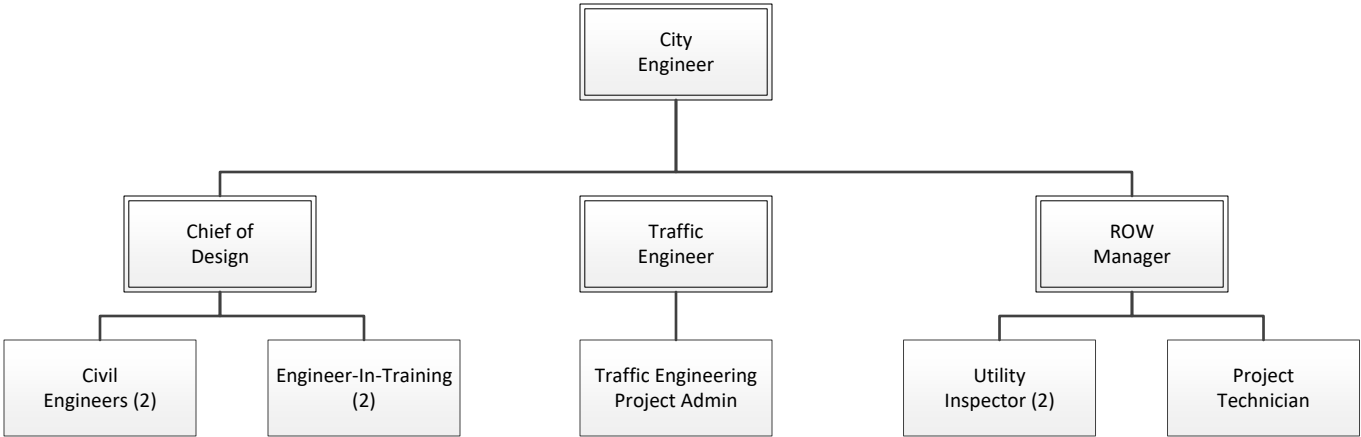 City
Engineer
Chief of
Design
Traffic
Engineer
ROW
Manager
Civil
Engineers (2)
Engineer-In-Training
(2)
Traffic Engineering
Project Admin
Utility
Inspector (2)
Project
Technician